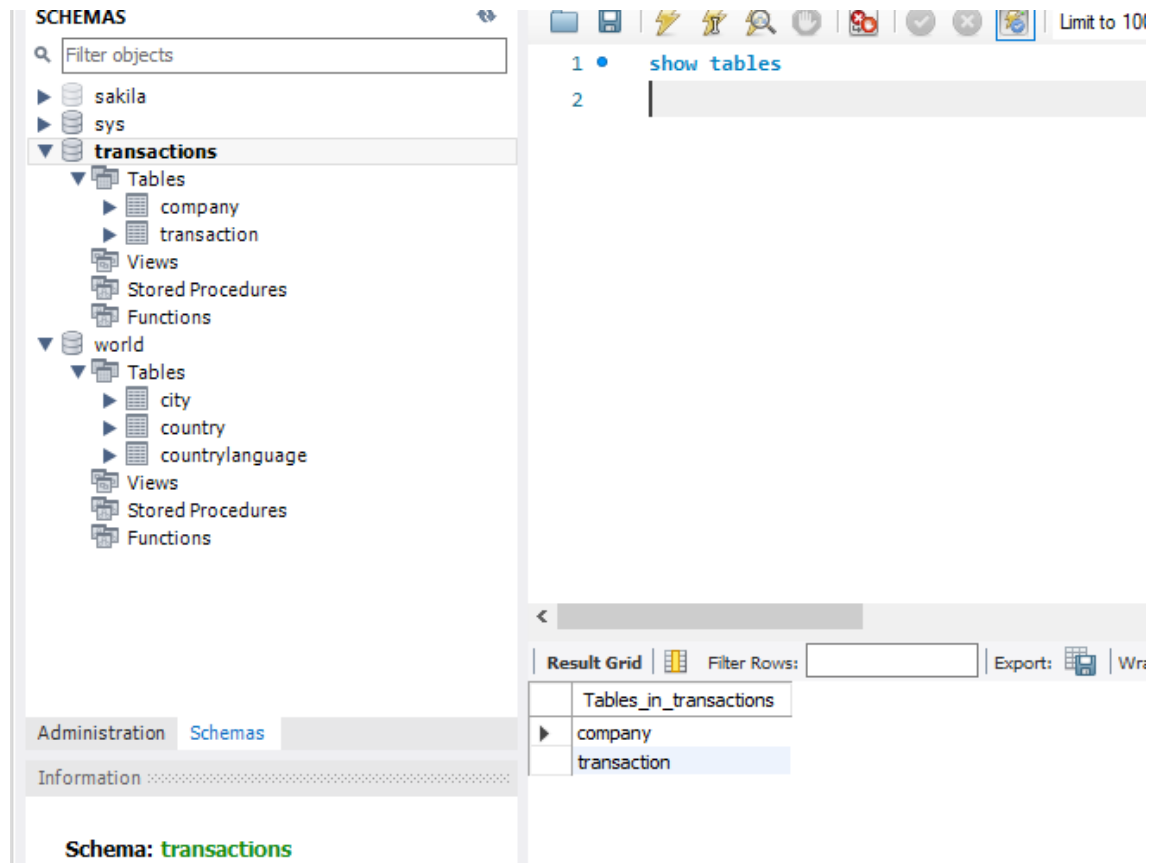 SCHEMAS
Filter objects
sakila
sys
transactions
Tables
company
transaction
Views
Stored Procedures
Functions
world
Tables
city
country
countrylanguage
Views
Stored Procedures
Functions
Administration Schemas
Information
Schema: transactions
Limit to
1 show tables
2
Result Grid Filter Rows: Export:
Tables_in_transactions
company
transaction